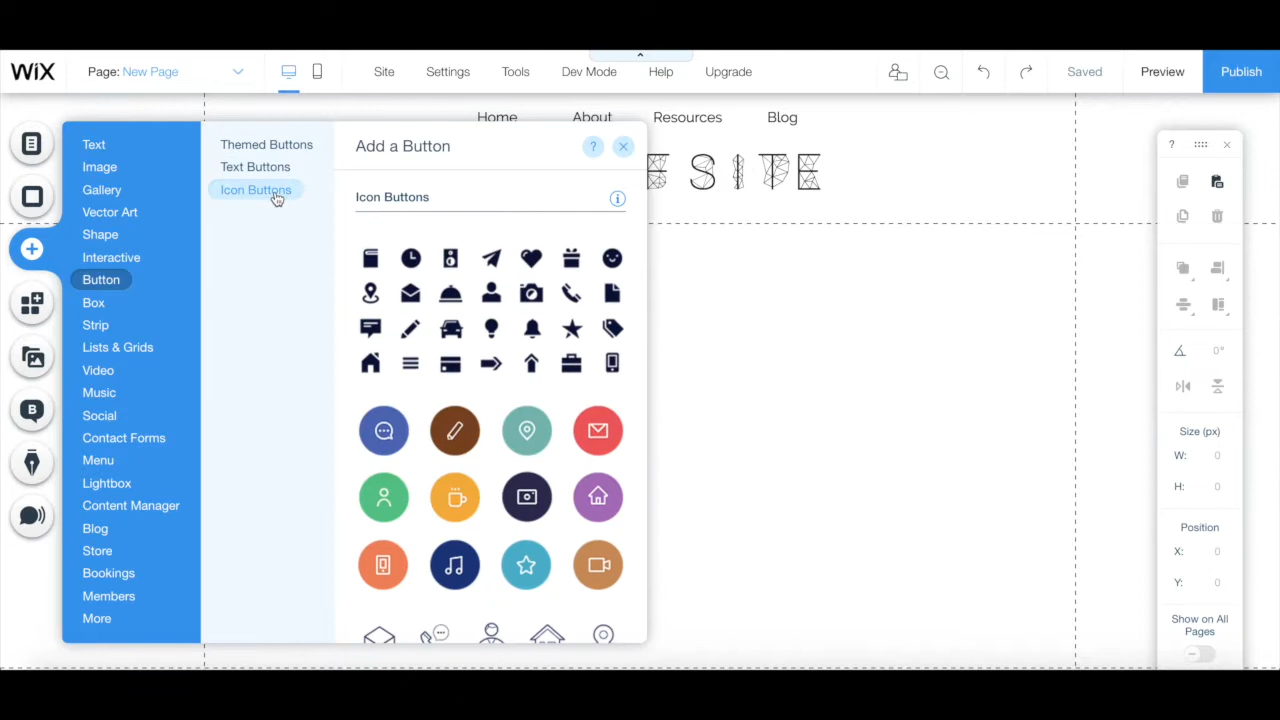 WiX
Page: New Page
Site
Settings
Tools
Dev Mode
Help
Upgrade
Saved
Preview
Publish
Home
About
Resources
Blog
SITE
Text
Image
Gallery
Vector Art
Shape
Interactive
Button
Box
Strip
Lists & Grids
Video
Music
Social
Contact Forms
Menu
Lightbox
Content Manager
Blog
Store
Bookings
Members
More
Themed Buttons
Text Buttons
Icon Buttons
Add a Button
?
Icon Buttons
i
B
?
0°
Size (px)
W: 0
H: 0
Position
X: 0
Y: 0
Show on All
Pages